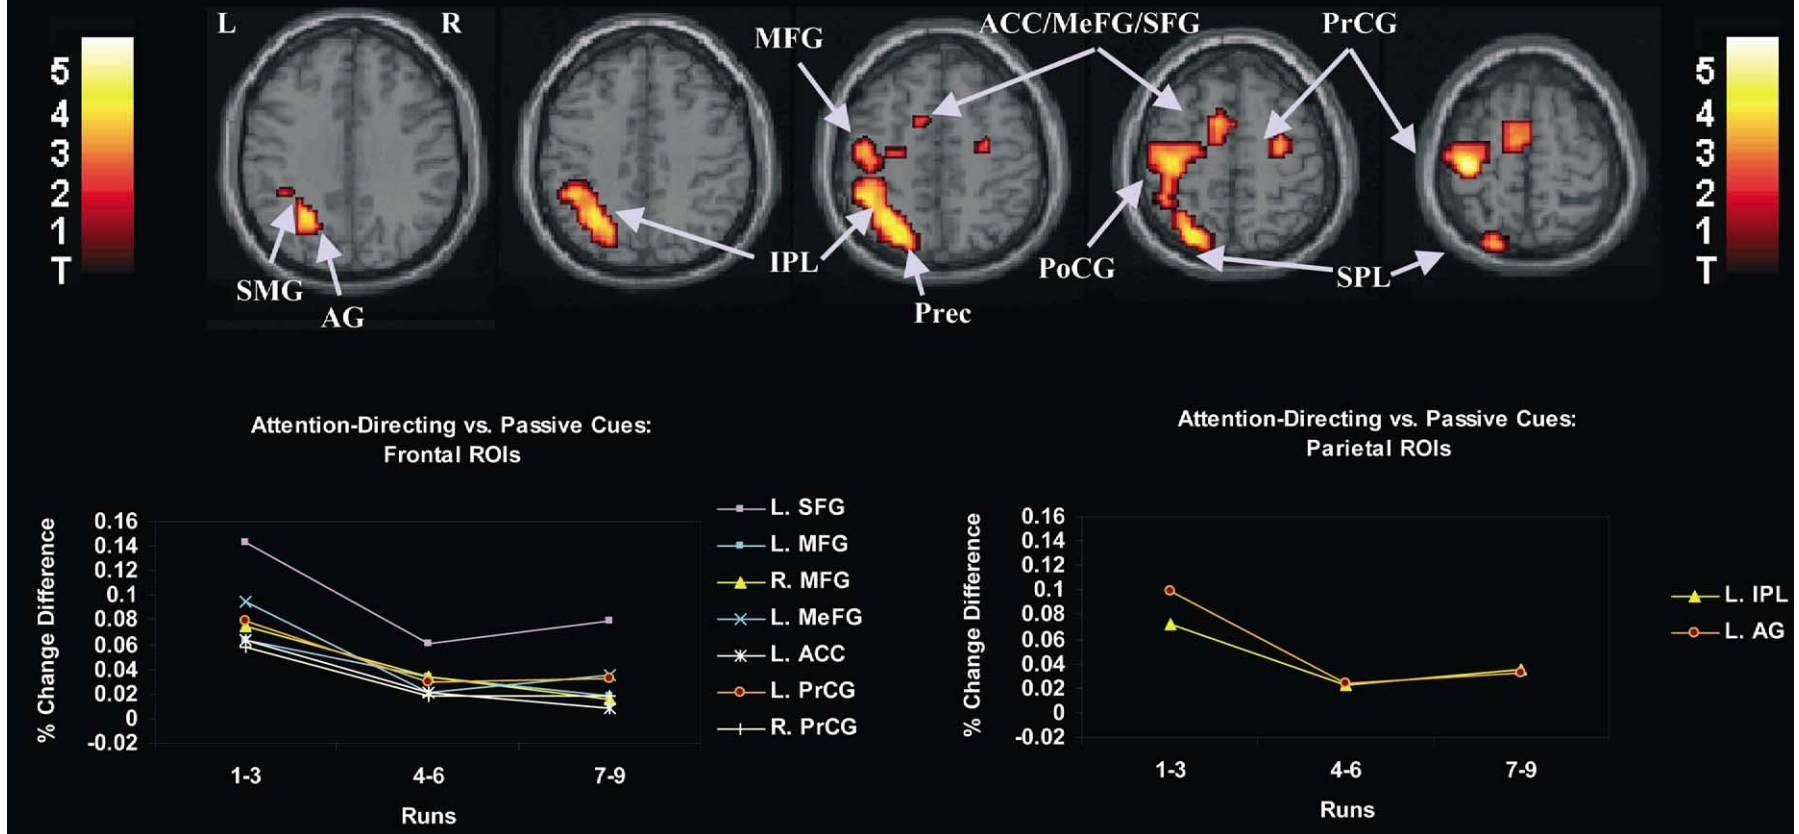 L R
MFG
ACC/MeFG/SFG
PrCG
5
4
3
2
1
T
5
4
3
2
1
T
SMG
AG
IPL
Prec
PoCG
SPL
Attention-Directing vs. Passive Cues:
Frontal ROIs
% Change Difference
0.16
0.14
0.12
0.1
0.08
0.06
0.04
0.02
0
-0.02
1-3 4-6 7-9
Runs
L. SFG
L. MFG
R. MFG
L. MeFG
L. ACC
L. PrCG
R. PrCG
Attention-Directing vs. Passive Cues:
Parietal ROIs
% Change Difference
0.16
0.14
0.12
0.1
0.08
0.06
0.04
0.02
0
-0.02
1-3 4-6 7-9
Runs
L. IPL
L. AG